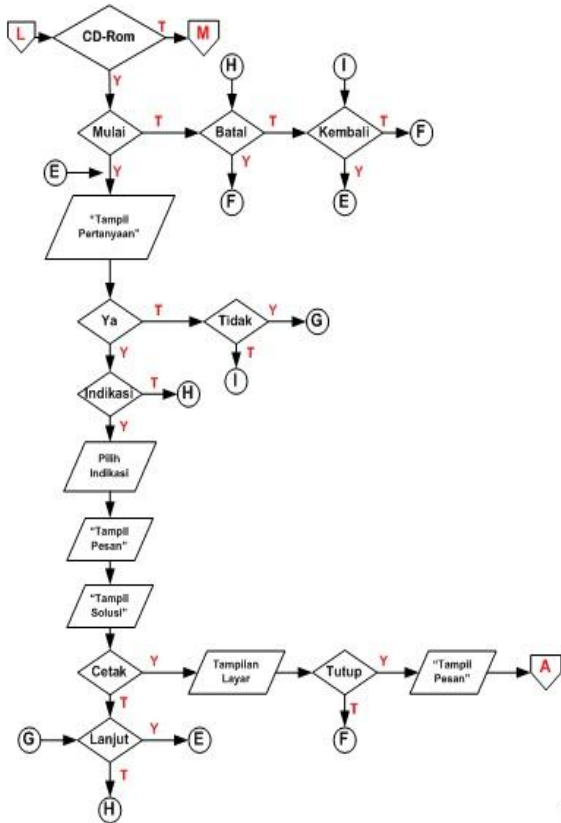 L
CD-Rom
T
M
Y
H
I
Mulai
T
Batal
T
Kembali
T
F
E
Y
Y
Y
F
E
"Tampil
Pertanyaan"
Ya
T
Tidak
Y
G
Y
T
I
Indikasi
T
H
Y
Pilih
Indikasi
"Tampil
Pesan"
"Tampil
Solusi"
Cetak
Y
Tampilan
Layar
Tutup
Y
"Tampil
Pesan"
A
T
T
F
G
Lanjut
Y
E
T
H